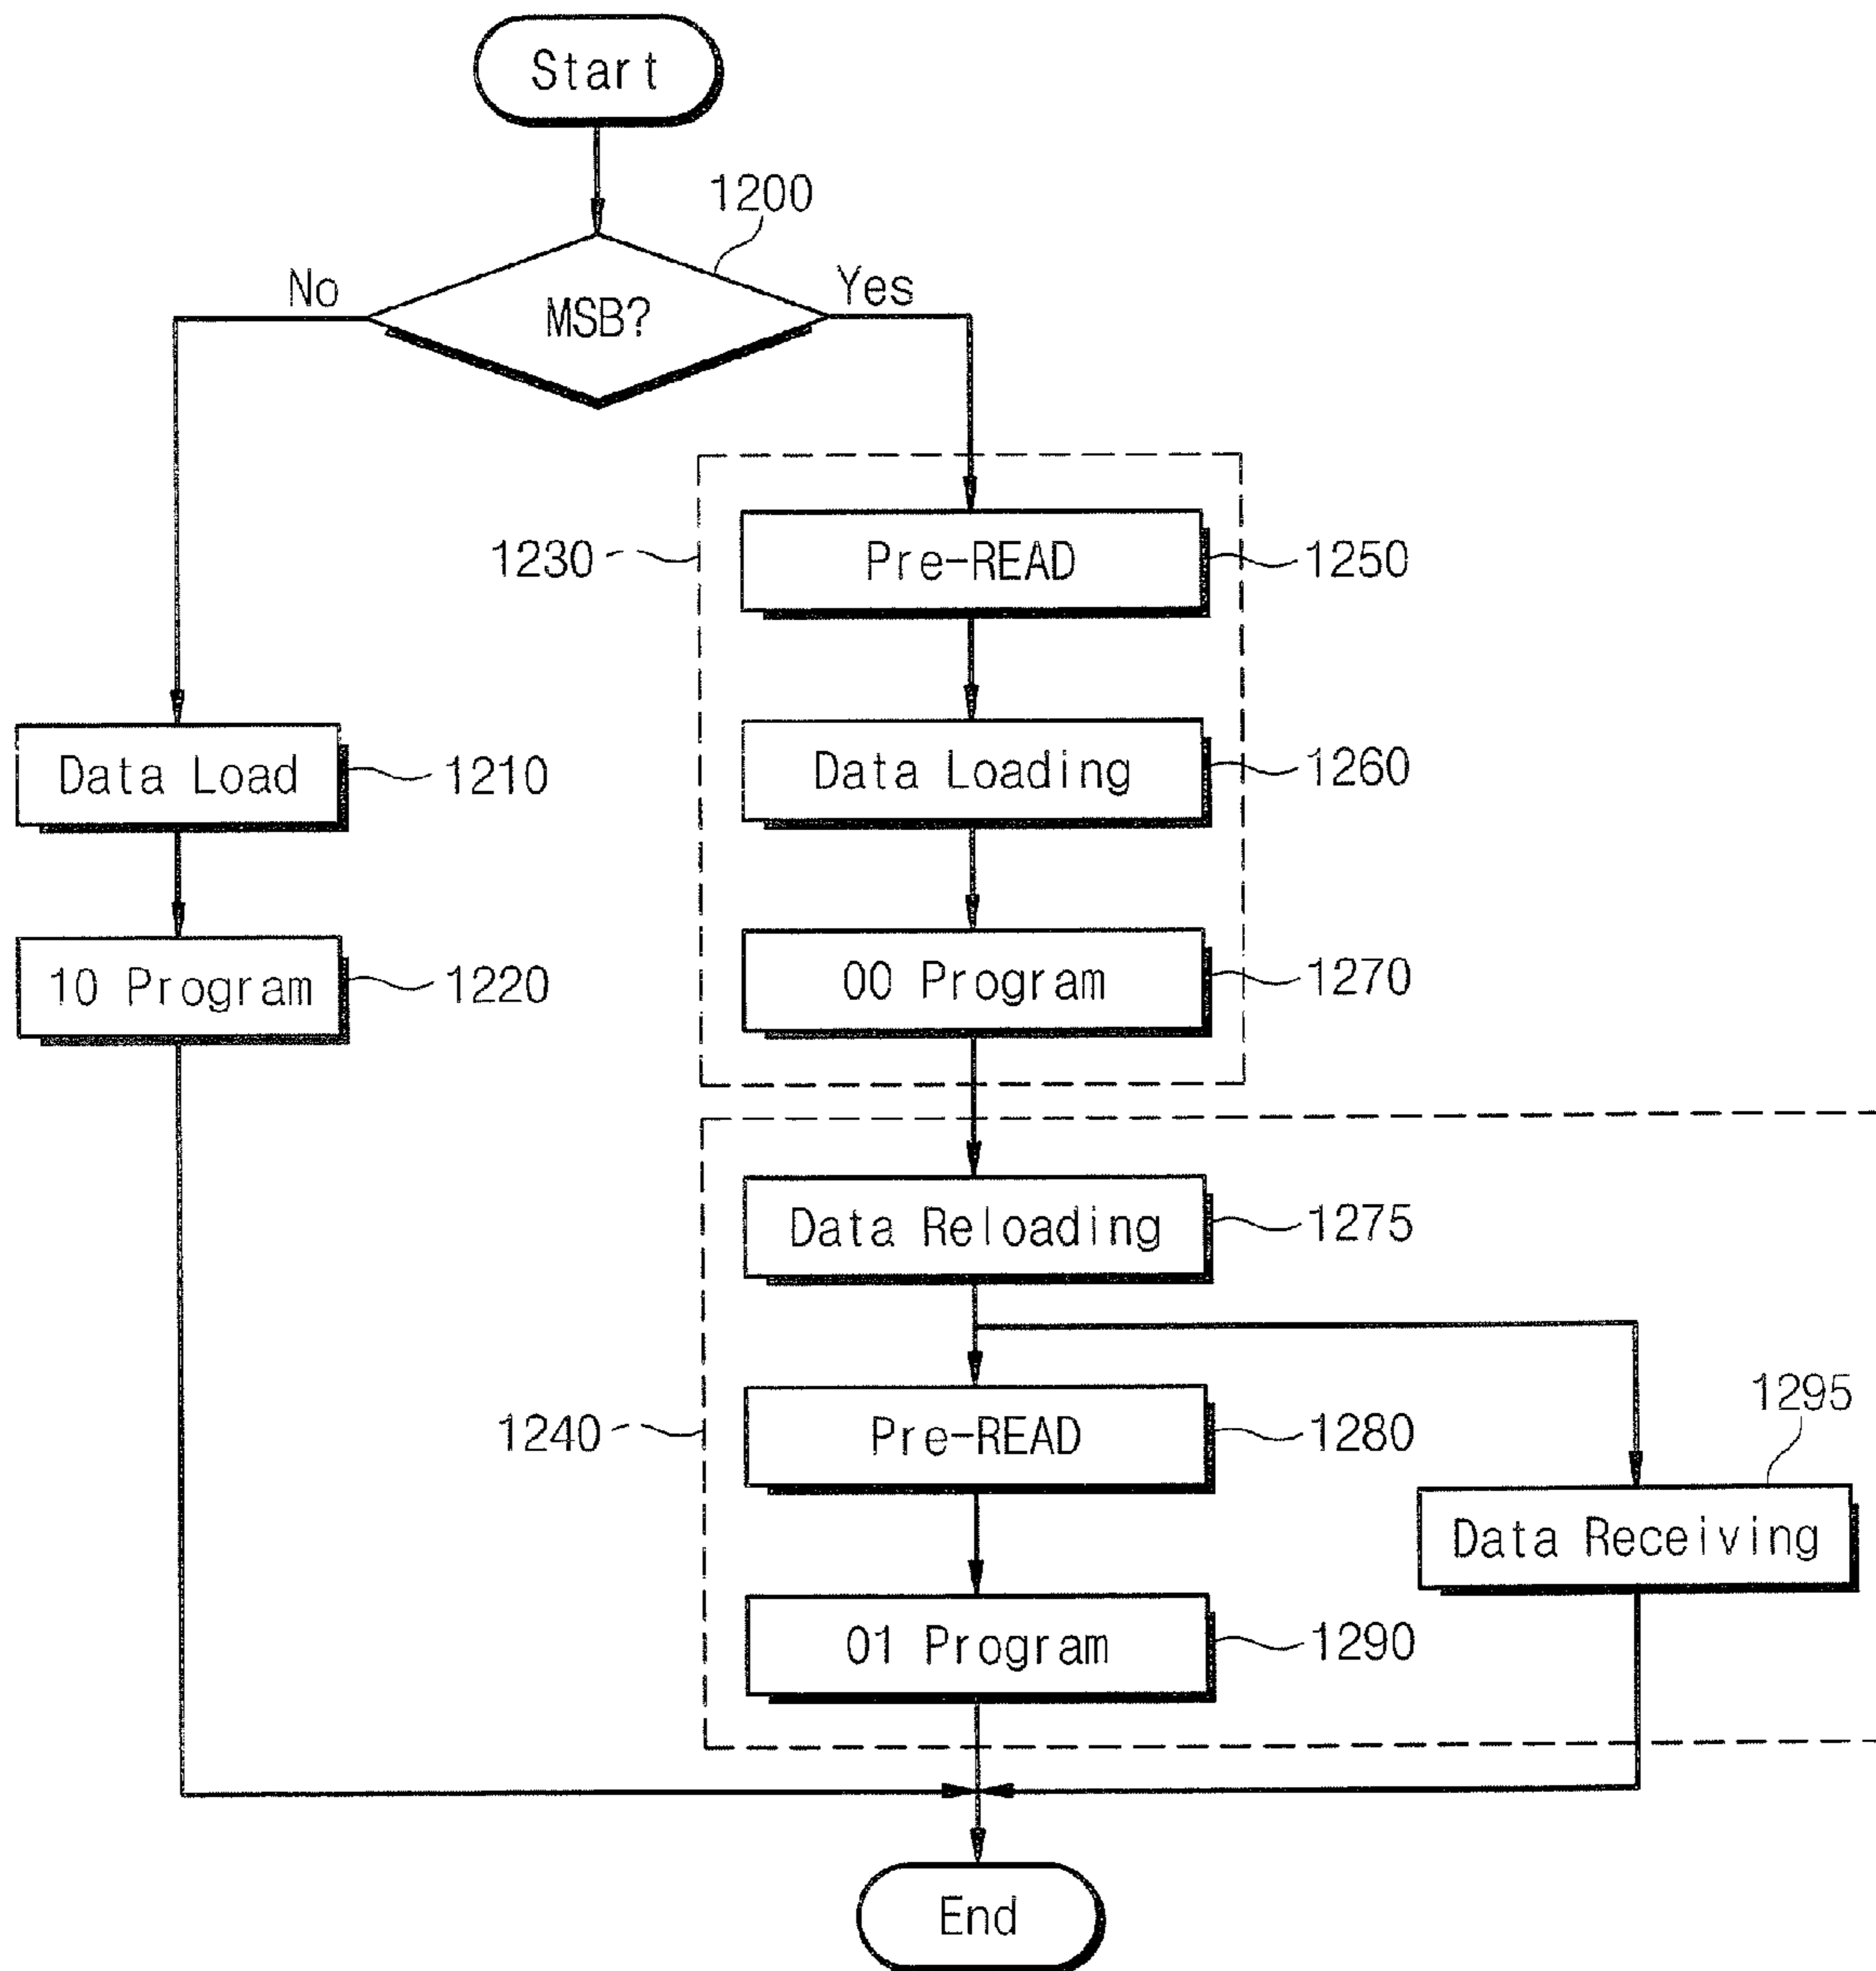 Start
1200
No
Yes
MSB?
1230
Pre-READ
1250
Data Load
1210
Data Loading
1260
10 Program
1220
00 Program
1270
Data Reloading
1275
1240
Pre-READ
1280
1295
Data Receiving
01 Program
1290
End